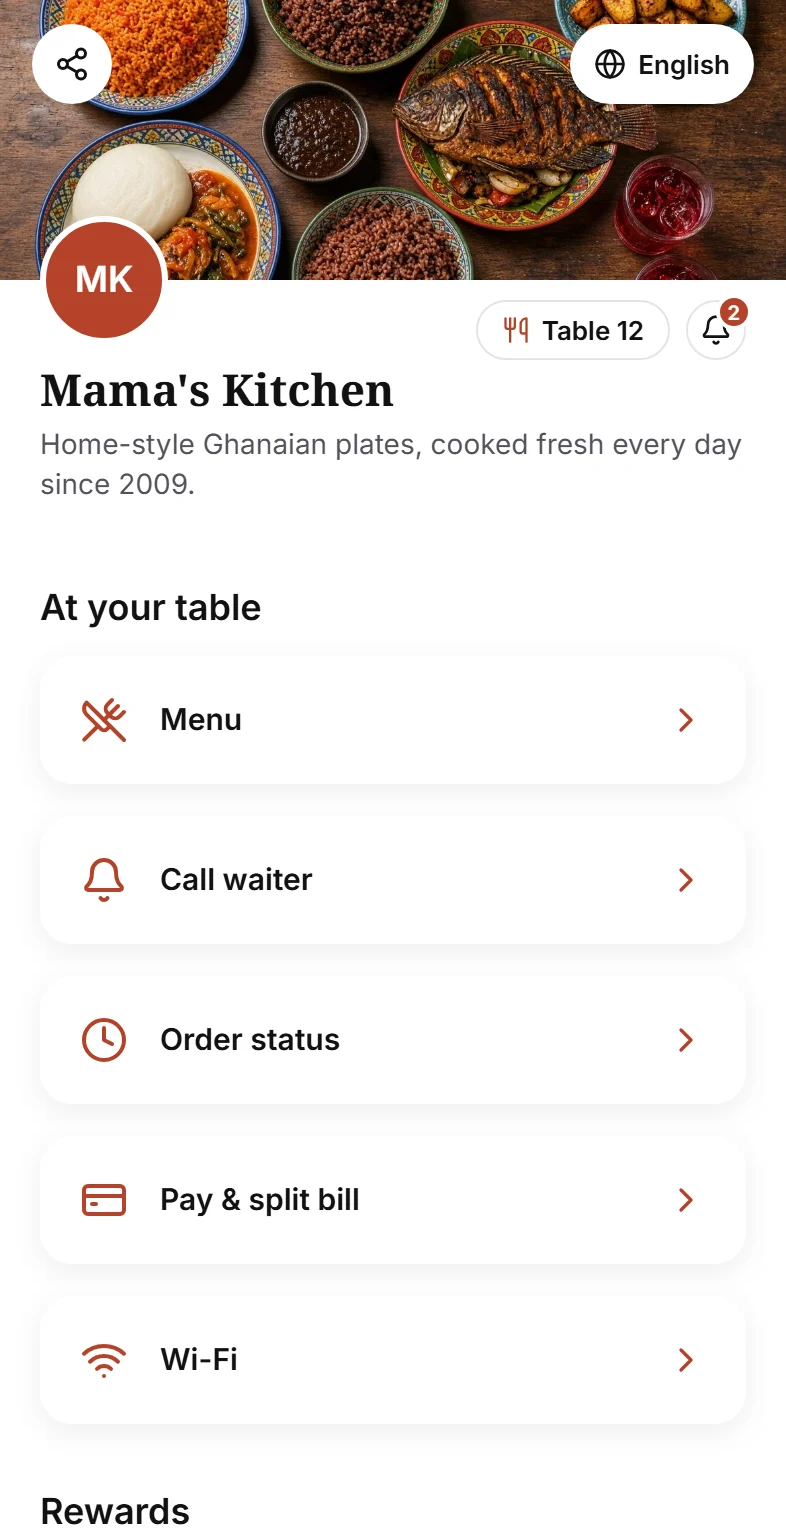 English
MK
Table 12
2
Mama's Kitchen
Home-style Ghanaian plates, cooked fresh every day
since 2009.
At your table
Menu
Call waiter
Order status
Pay & split bill
Wi-Fi
Rewards